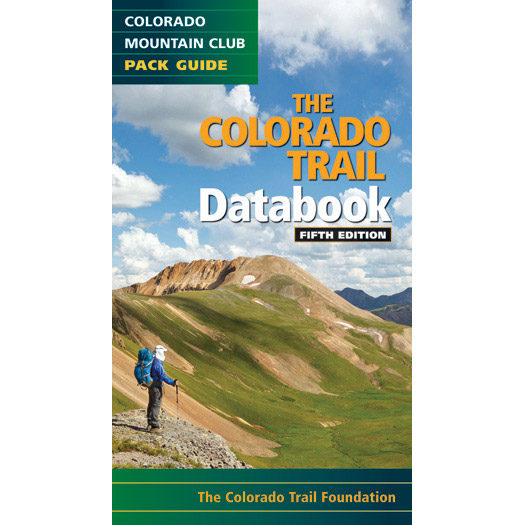 COLORADO
MOUNTAIN CLUB
PACK GUIDE
THE
COLORADO
TRAIL
Databook
FIFTH EDITION
The Colorado Trail Foundation